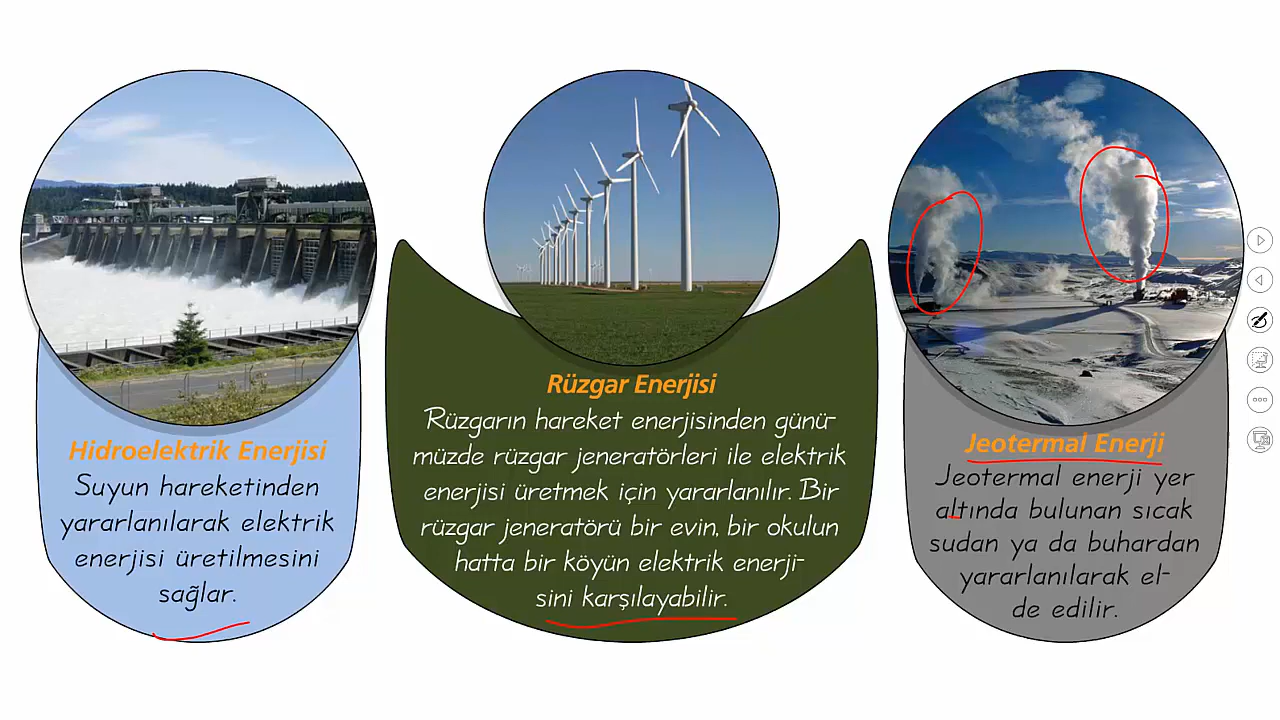 Hidroelektrik Enerjisi
Suyun hareketinden
yararlanılarak elektrik
enerjisi üretilmesini
sağlar.
Rüzgar Enerjisi
Rüzgarın hareket enerjisinden günü-
müzde rüzgar jeneratörleri ile elektrik
enerjisi üretmek için yararlanılır. Bir
rüzgar jeneratörü bir evin, bir okulun
hatta bir köyün elektrik enerji-
sini karşılayabilir.
Jeotermal Enerji
Jeotermal enerji yer
altında bulunan sıcak
sudan ya da buhardan
yararlanılarak el-
de edilir.